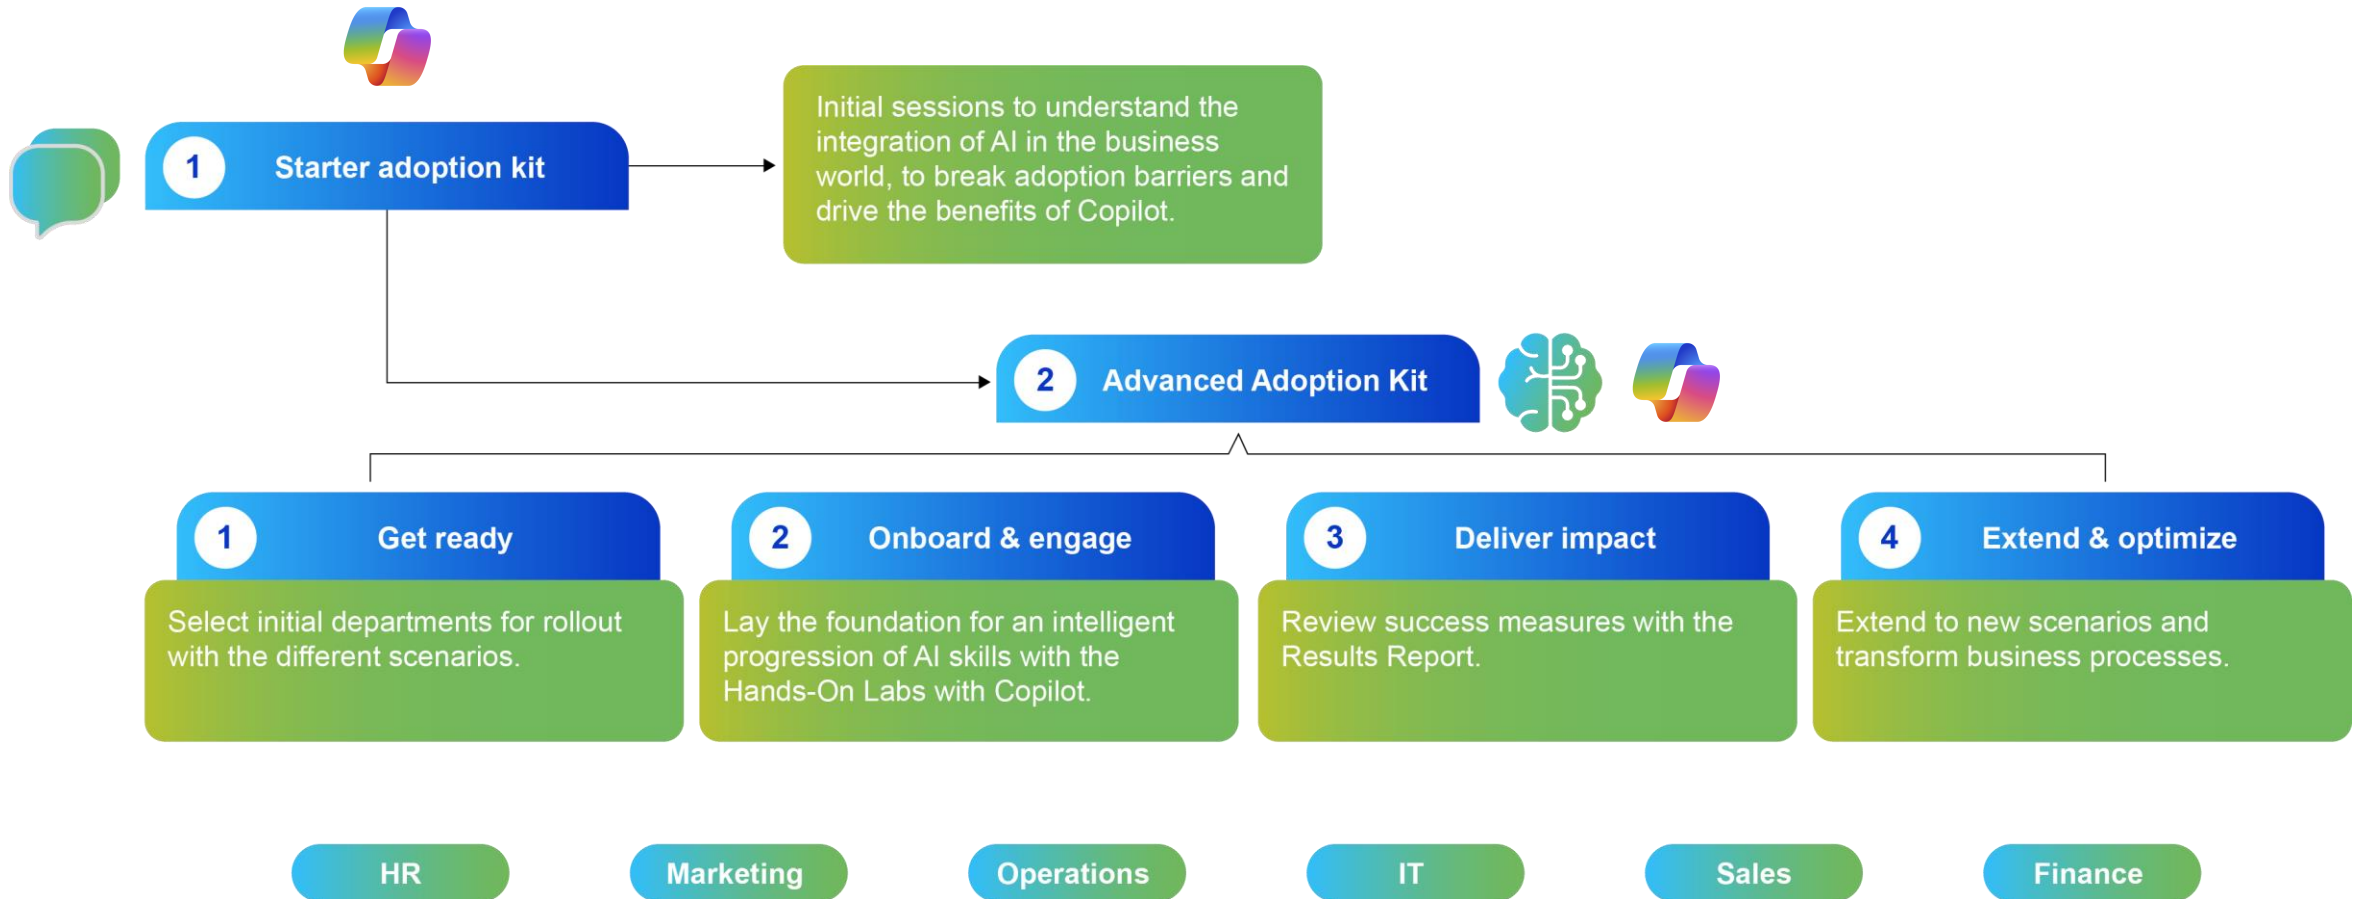 1 Starter adoption kit
Initial sessions to understand the
integration of AI in the business
world, to break adoption barriers and
drive the benefits of Copilot.
2 Advanced Adoption Kit
1 Get ready
Select initial departments for rollout
with the different scenarios.
2 Onboard & engage
Lay the foundation for an intelligent
progression of AI skills with the
Hands-On Labs with Copilot.
3 Deliver impact
Review success measures with the
Results Report.
4 Extend & optimize
Extend to new scenarios and
transform business processes.
HR
Marketing
Operations
IT
Sales
Finance